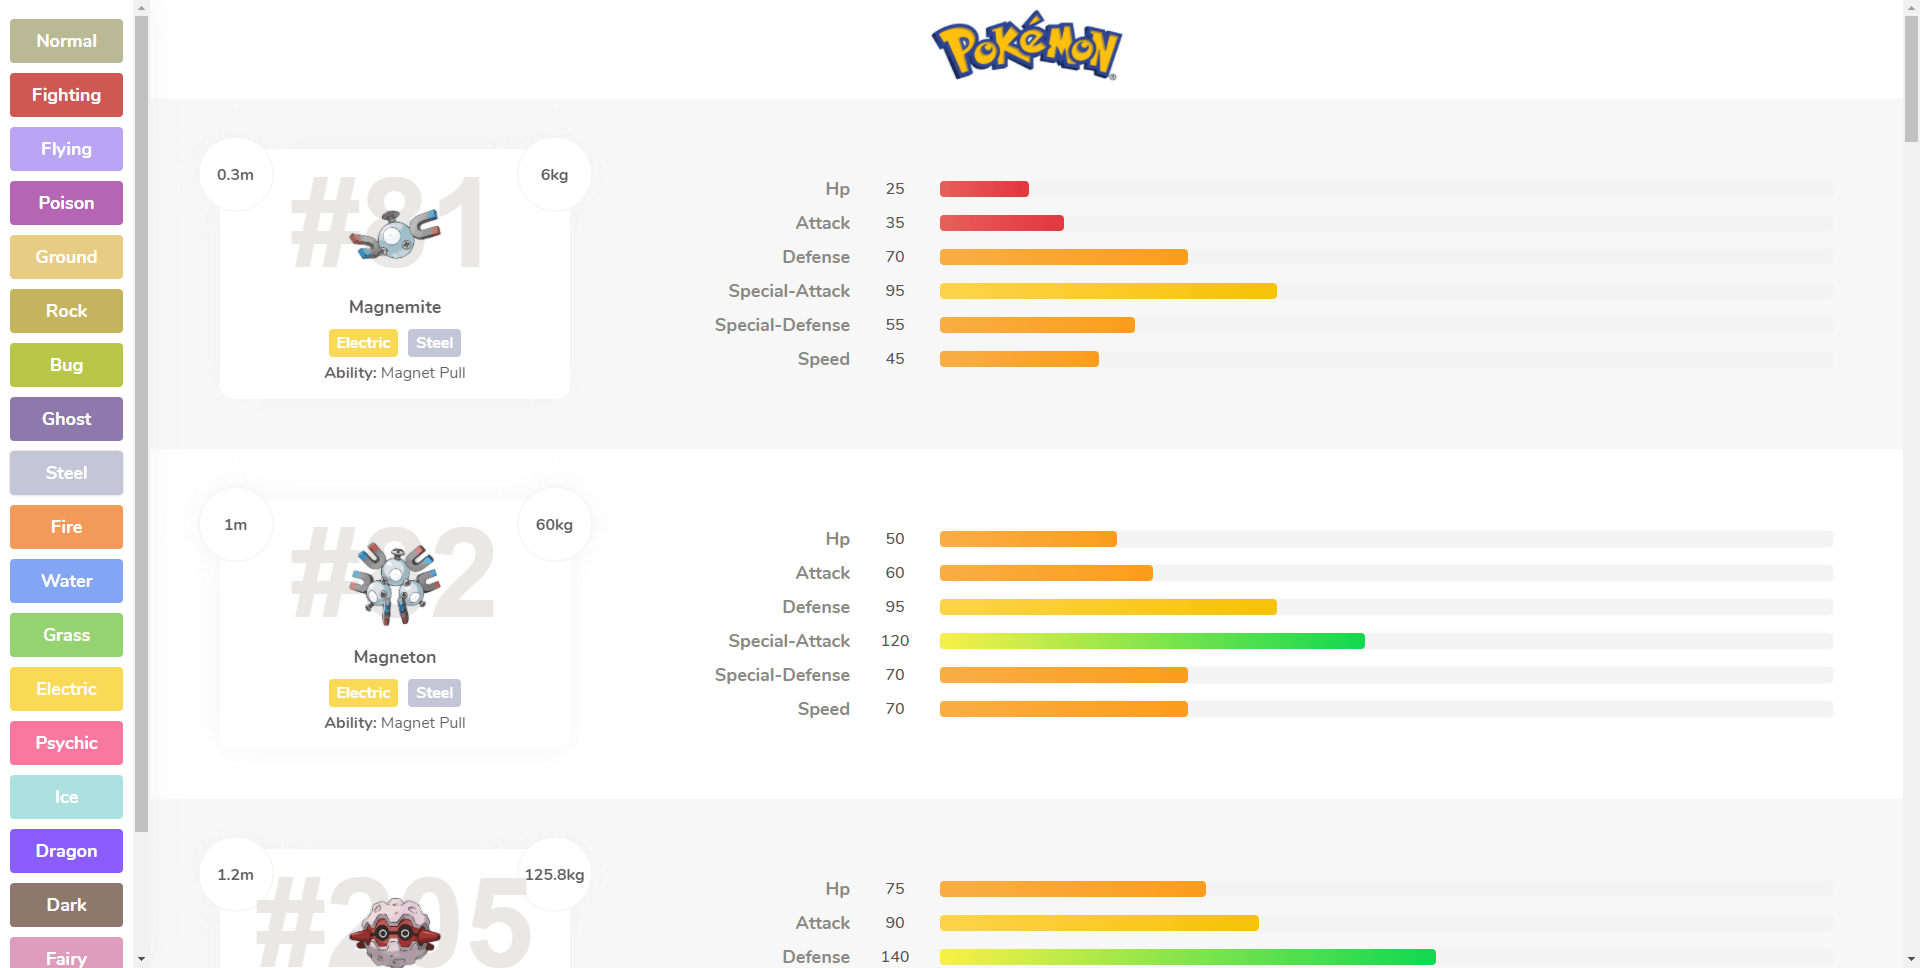 Normal
Fighting
Flying
Poison
Ground
Rock
Bug
Ghost
Steel
Fire
Water
Grass
Electric
Psychic
Ice
Dragon
Dark
Fairy
POKéMON®
0.3m
6kg
#81
Magnemite
Electric Steel
Ability: Magnet Pull
Hp 25
Attack 35
Defense 70
Special-Attack 95
Special-Defense 55
Speed 45
1m
60kg
#82
Magneton
Electric Steel
Ability: Magnet Pull
Hp 50
Attack 60
Defense 95
Special-Attack 120
Special-Defense 70
Speed 70
1.2m
125.8kg
#205
Hp 75
Attack 90
Defense 140